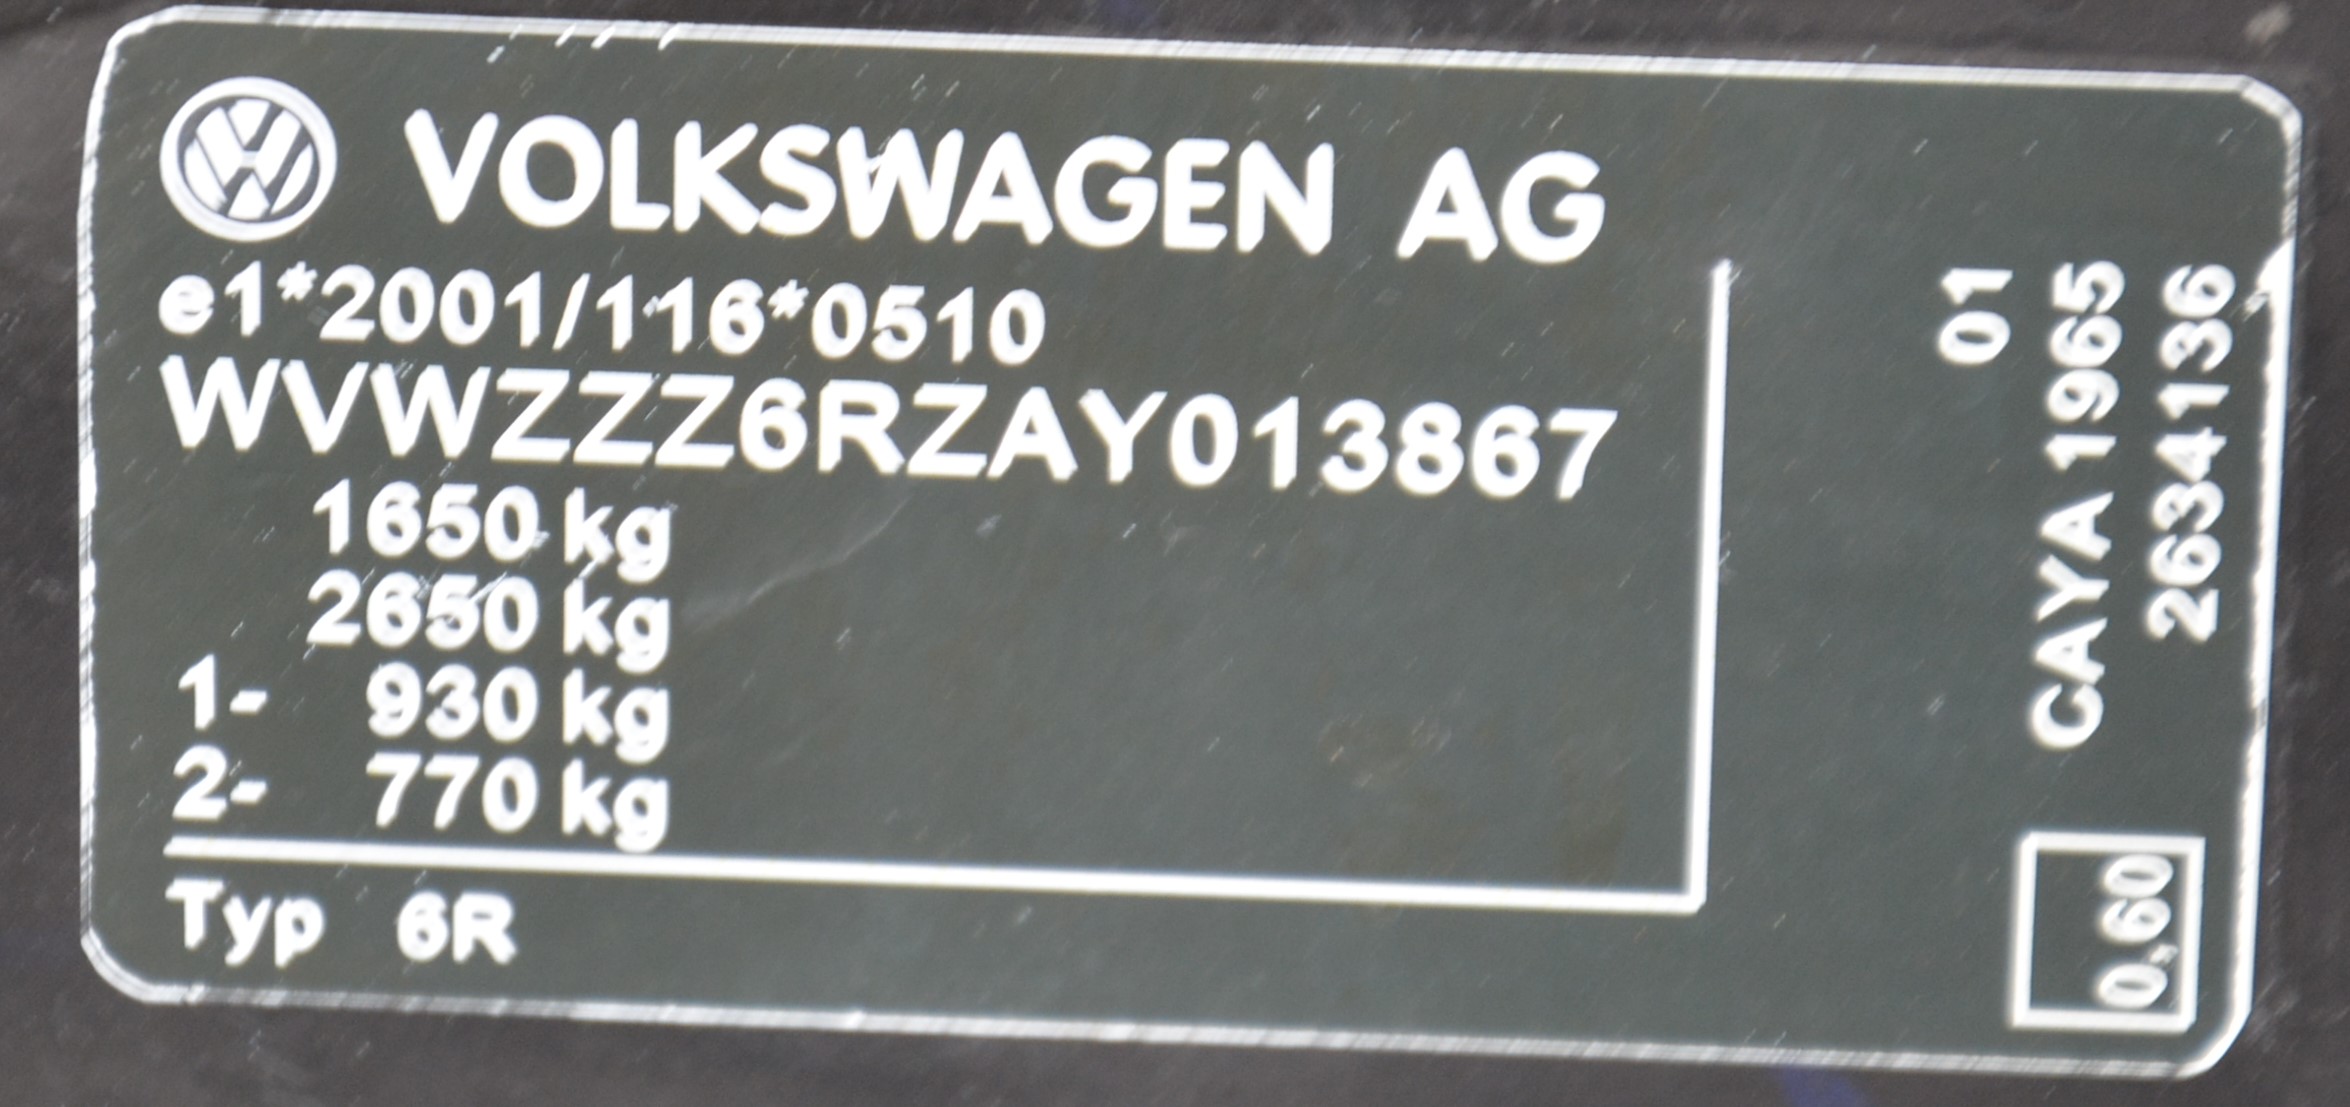 VOLKSWAGEN AG
e1*2001/116*0510
WVWZZZ6RZAY013867
1650 kg
2650 kg
1- 930 kg
2- 770 kg
Typ 6R
01
CAYA 1965
2634136
0,60